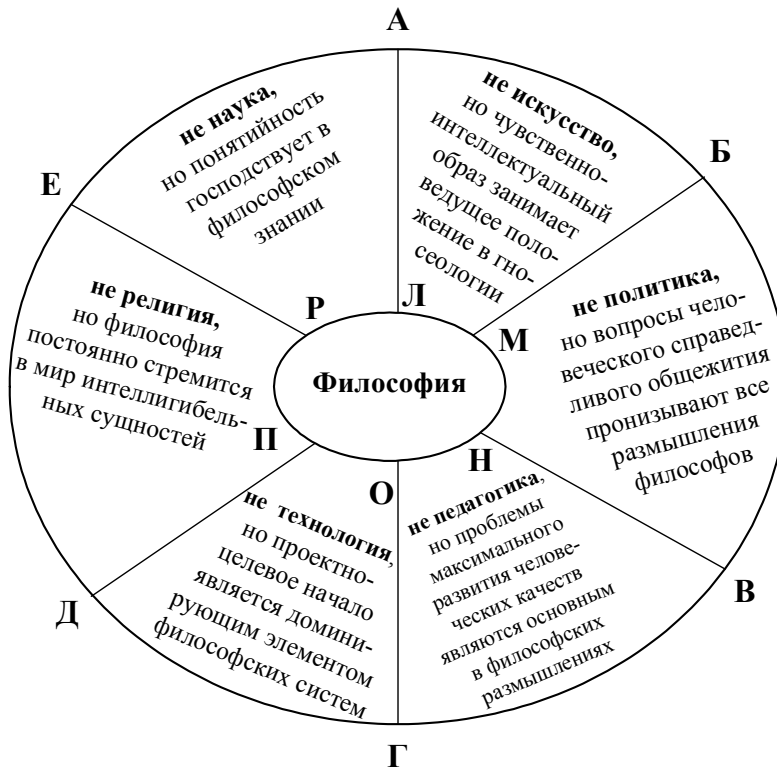 А
не наука,
но понятийность
господствует в
философском
знании
не искусство,
но чувственно-
интеллектуальный
образ занимает
ведущее поло-
жение в гно-
сеологии
Б
Е
не религия,
но философия
постоянно стремится
в мир интеллигибель-
ных сущностей
Р
Л
М
Философия
не политика,
но вопросы чело-
веческого справед-
ливого общежития
пронизывают все
размышления
философов
П
О
Н
не технология,
но проектно-
целевое начало
является домини-
рующим элементом
философских систем
не педагогика,
но проблемы
максимального
развития челове-
ческих качеств
являются основным
в философских
размышлениях
Д
В
Г